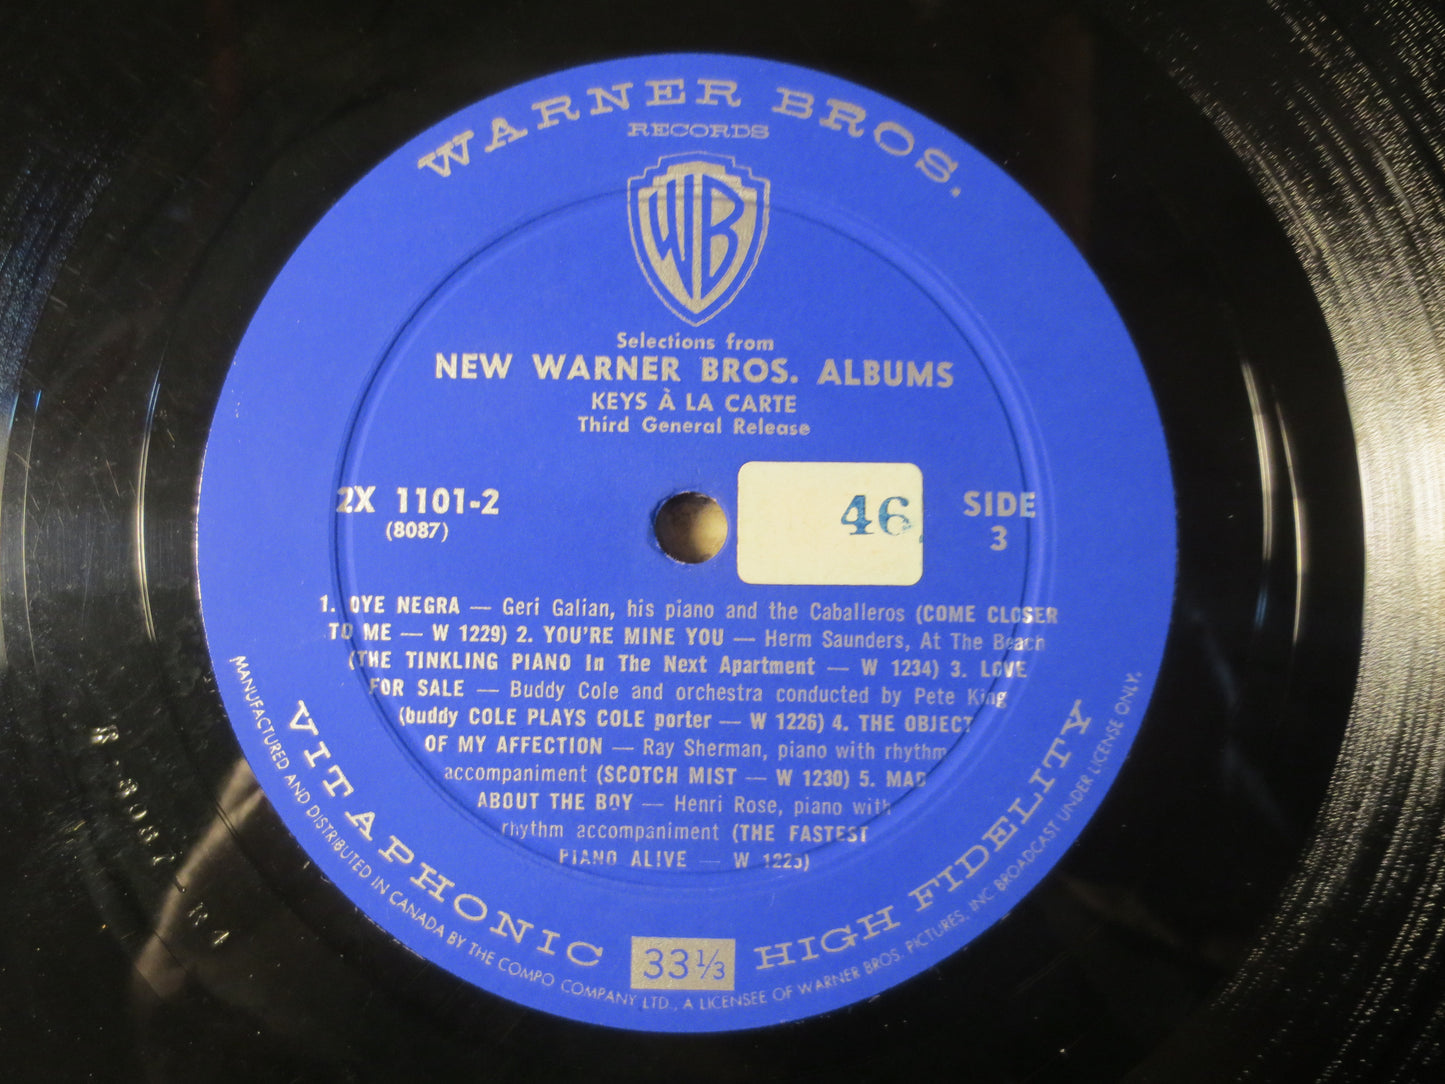 WARNER BROS.
RECORDS
WB
Selections from
NEW WARNER BROS. ALBUMS
KEYS À LA CARTE
Third General Release
2X 1101-2
(8087)
46
SIDE
3
1. OYE NEGRA — Geri Galian, his piano and the Caballeros (COME CLOSER
TO ME — W 1229) 2. YOU'RE MINE YOU — Herm Saunders, At The Beach
(THE TINKLING PIANO In The Next Apartment — W 1234) 3. LOVE
FOR SALE — Buddy Cole and orchestra conducted by Pete King
(buddy COLE PLAYS COLE porter — W 1226) 4. THE OBJECT
OF MY AFFECTION — Ray Sherman, piano with rhythm
accompaniment (SCOTCH MIST — W 1230) 5. MAD
ABOUT THE BOY — Henri Rose, piano with
rhythm accompaniment (THE FASTEST
PIANO ALIVE — W
VITAPHONIC
33⅓
HIGH FIDELITY
MANUFACTURED AND DISTRIBUTED IN CANADA BY THE COMPO COMPANY LTD., A LICENSEE OF WARNER BROS. PICTURES, INC. BROADCAST UNDER LICENSE ONLY.